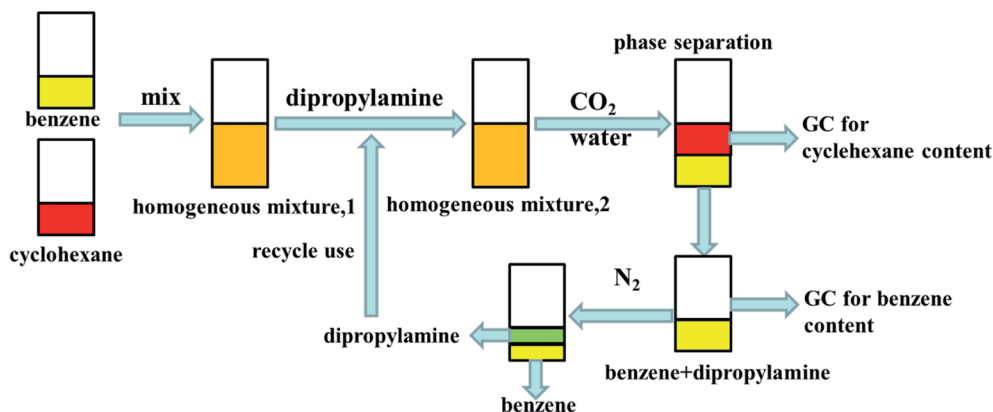 benzene
cyclohexane
mix
homogeneous mixture,1
dipropylamine
homogeneous mixture,2
CO₂
water
phase separation
GC for
cyclehexane content
GC for benzene
content
benzene+dipropylamine
N₂
benzene
dipropylamine
recycle use